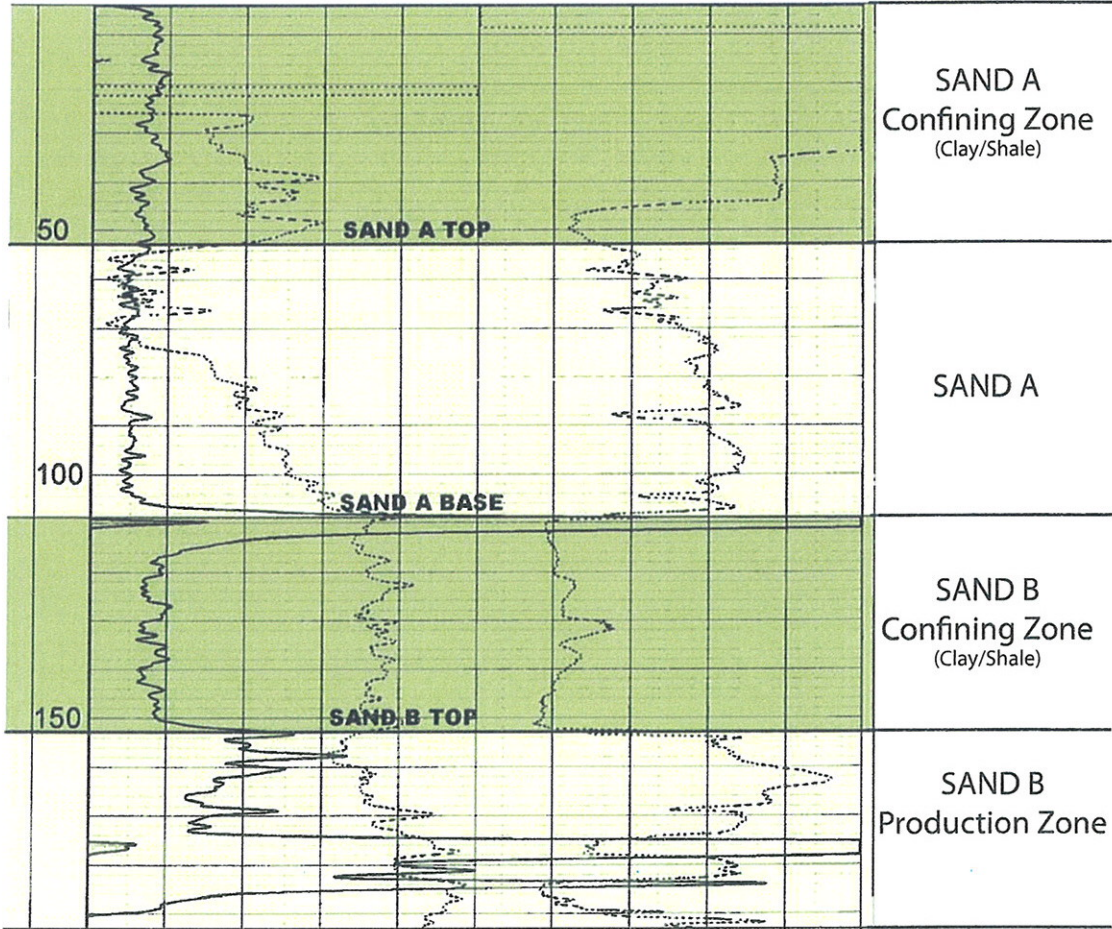 SAND A
Confining Zone
(Clay/Shale)
50
SAND A TOP
SAND A
100
SAND A BASE
SAND B
Confining Zone
(Clay/Shale)
150
SAND B TOP
SAND B
Production Zone